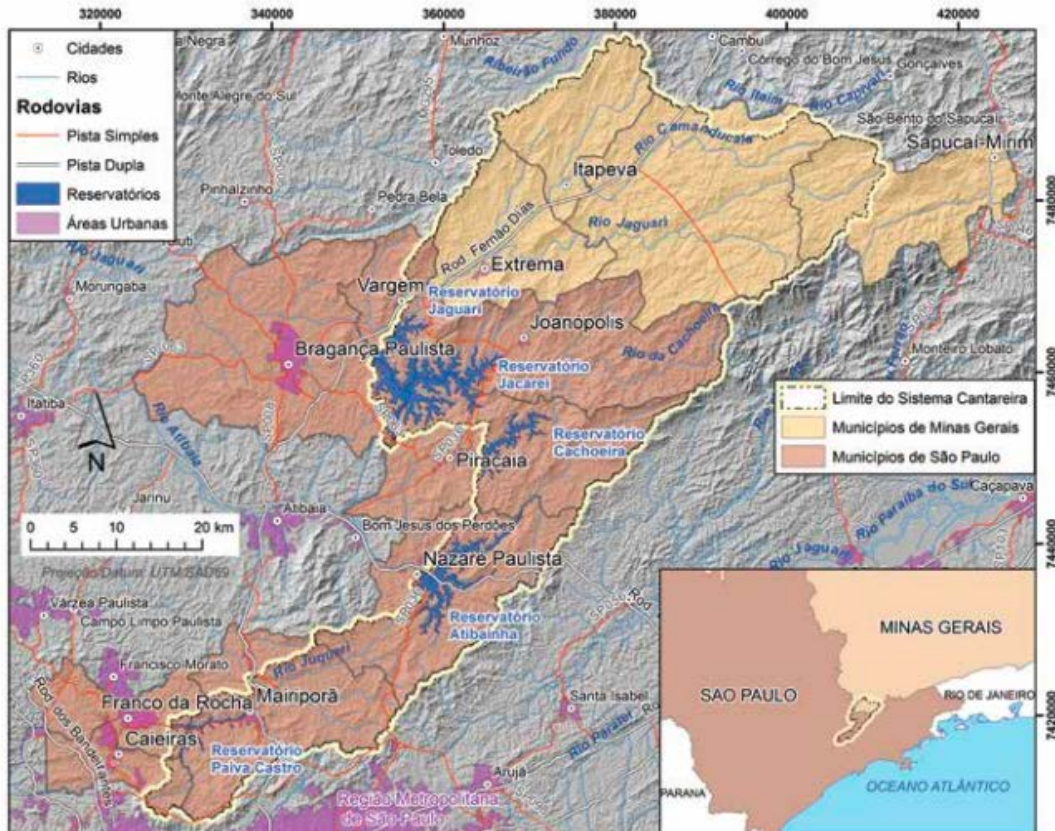 320000
340000
360000
380000
400000
420000
Cidades
Rios
Rodovias
Pista Simples
Pista Dupla
Reservatórios
Áreas Urbanas
a Negra
Monte Alegre do Sul
Munhoz
Ribeirão Fundo
Cambuí
Córrego do Bom Jesus
Gonçalves
Rio Itaim
Rio Capivari
São Bento do Sapucaí
Sapucaí-Mirim
Rio Camanducaia
Toledo
Itapeva
Pinhalzinho
Pedra Bela
Rio Jaguari
Rod Fernão Dias
7480000
Rio Jaguari
Extrema
Morungaba
Vargem
Reservatório
Jaguari
Joanópolis
Bragança Paulista
Rio da Cachoeira
Monteiro Lobato
Reservatório
Jacareí
7460000
Itatiba
Rio Atibaia
N
Limite do Sistema Cantareira
Municípios de Minas Gerais
Municípios de São Paulo
Reservatório
Cachoeira
Piracaia
Jarinu
Atibaia
Caçapava
Rio Paraíba do Sul
0 10 20 km
Bom Jesus dos Perdões
Nazaré Paulista
Rio Jaguari
Projeção Datum: UTM/SAD69
Rod
Várzea Paulista
Campo Limpo Paulista
Reservatório
Atibainha
MINAS GERAIS
Francisco Morato
Rio Juqueri
Mairiporã
Franco da Rocha
Rod dos Bandeirantes
Caieiras
Santa Isabel
SAO PAULO
RIO DE JANEIRO
7420000
Reservatório
Paiva Castro
Arujá
Região Metropolitana
de São Paulo
PARANA
OCEANO ATLÂNTICO